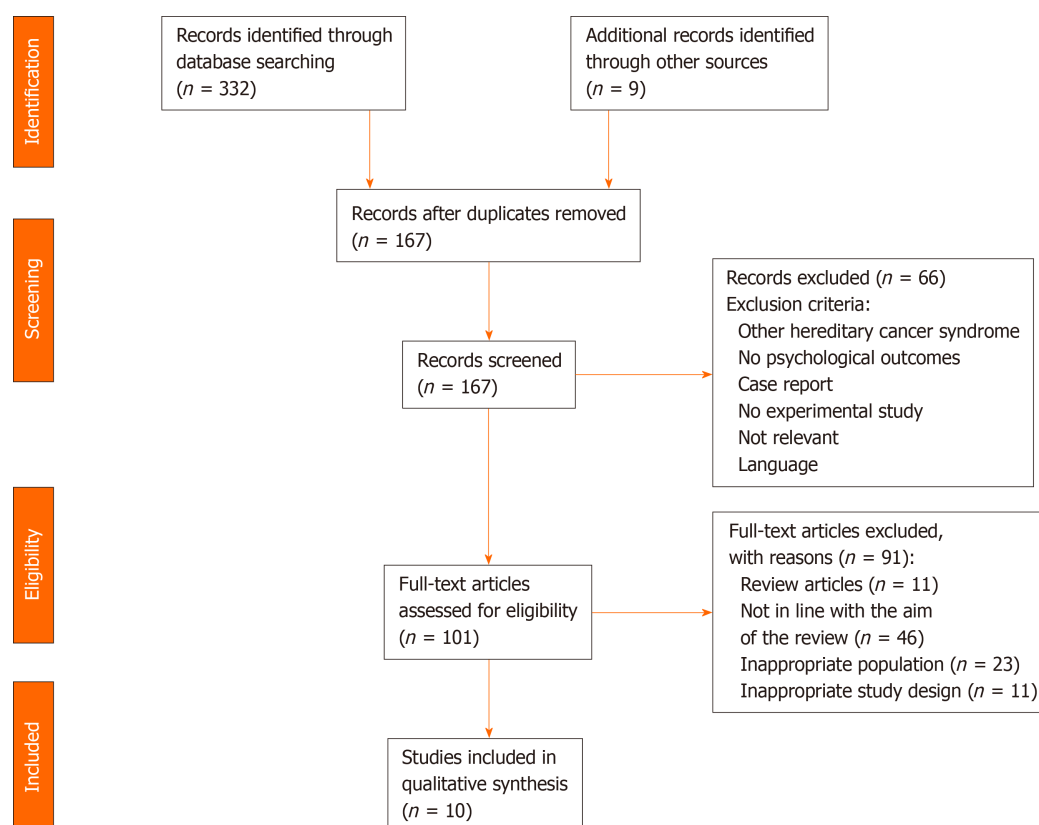 Identification
Records identified through
database searching
(n = 332)
Additional records identified
through other sources
(n = 9)
Records after duplicates removed
(n = 167)
Screening
Records screened
(n = 167)
Records excluded (n = 66)
Exclusion criteria:
Other hereditary cancer syndrome
No psychological outcomes
Case report
No experimental study
Not relevant
Language
Eligibility
Full-text articles
assessed for eligibility
(n = 101)
Full-text articles excluded,
with reasons (n = 91):
Review articles (n = 11)
Not in line with the aim
of the review (n = 46)
Inappropriate population (n = 23)
Inappropriate study design (n = 11)
Included
Studies included in
qualitative synthesis
(n = 10)